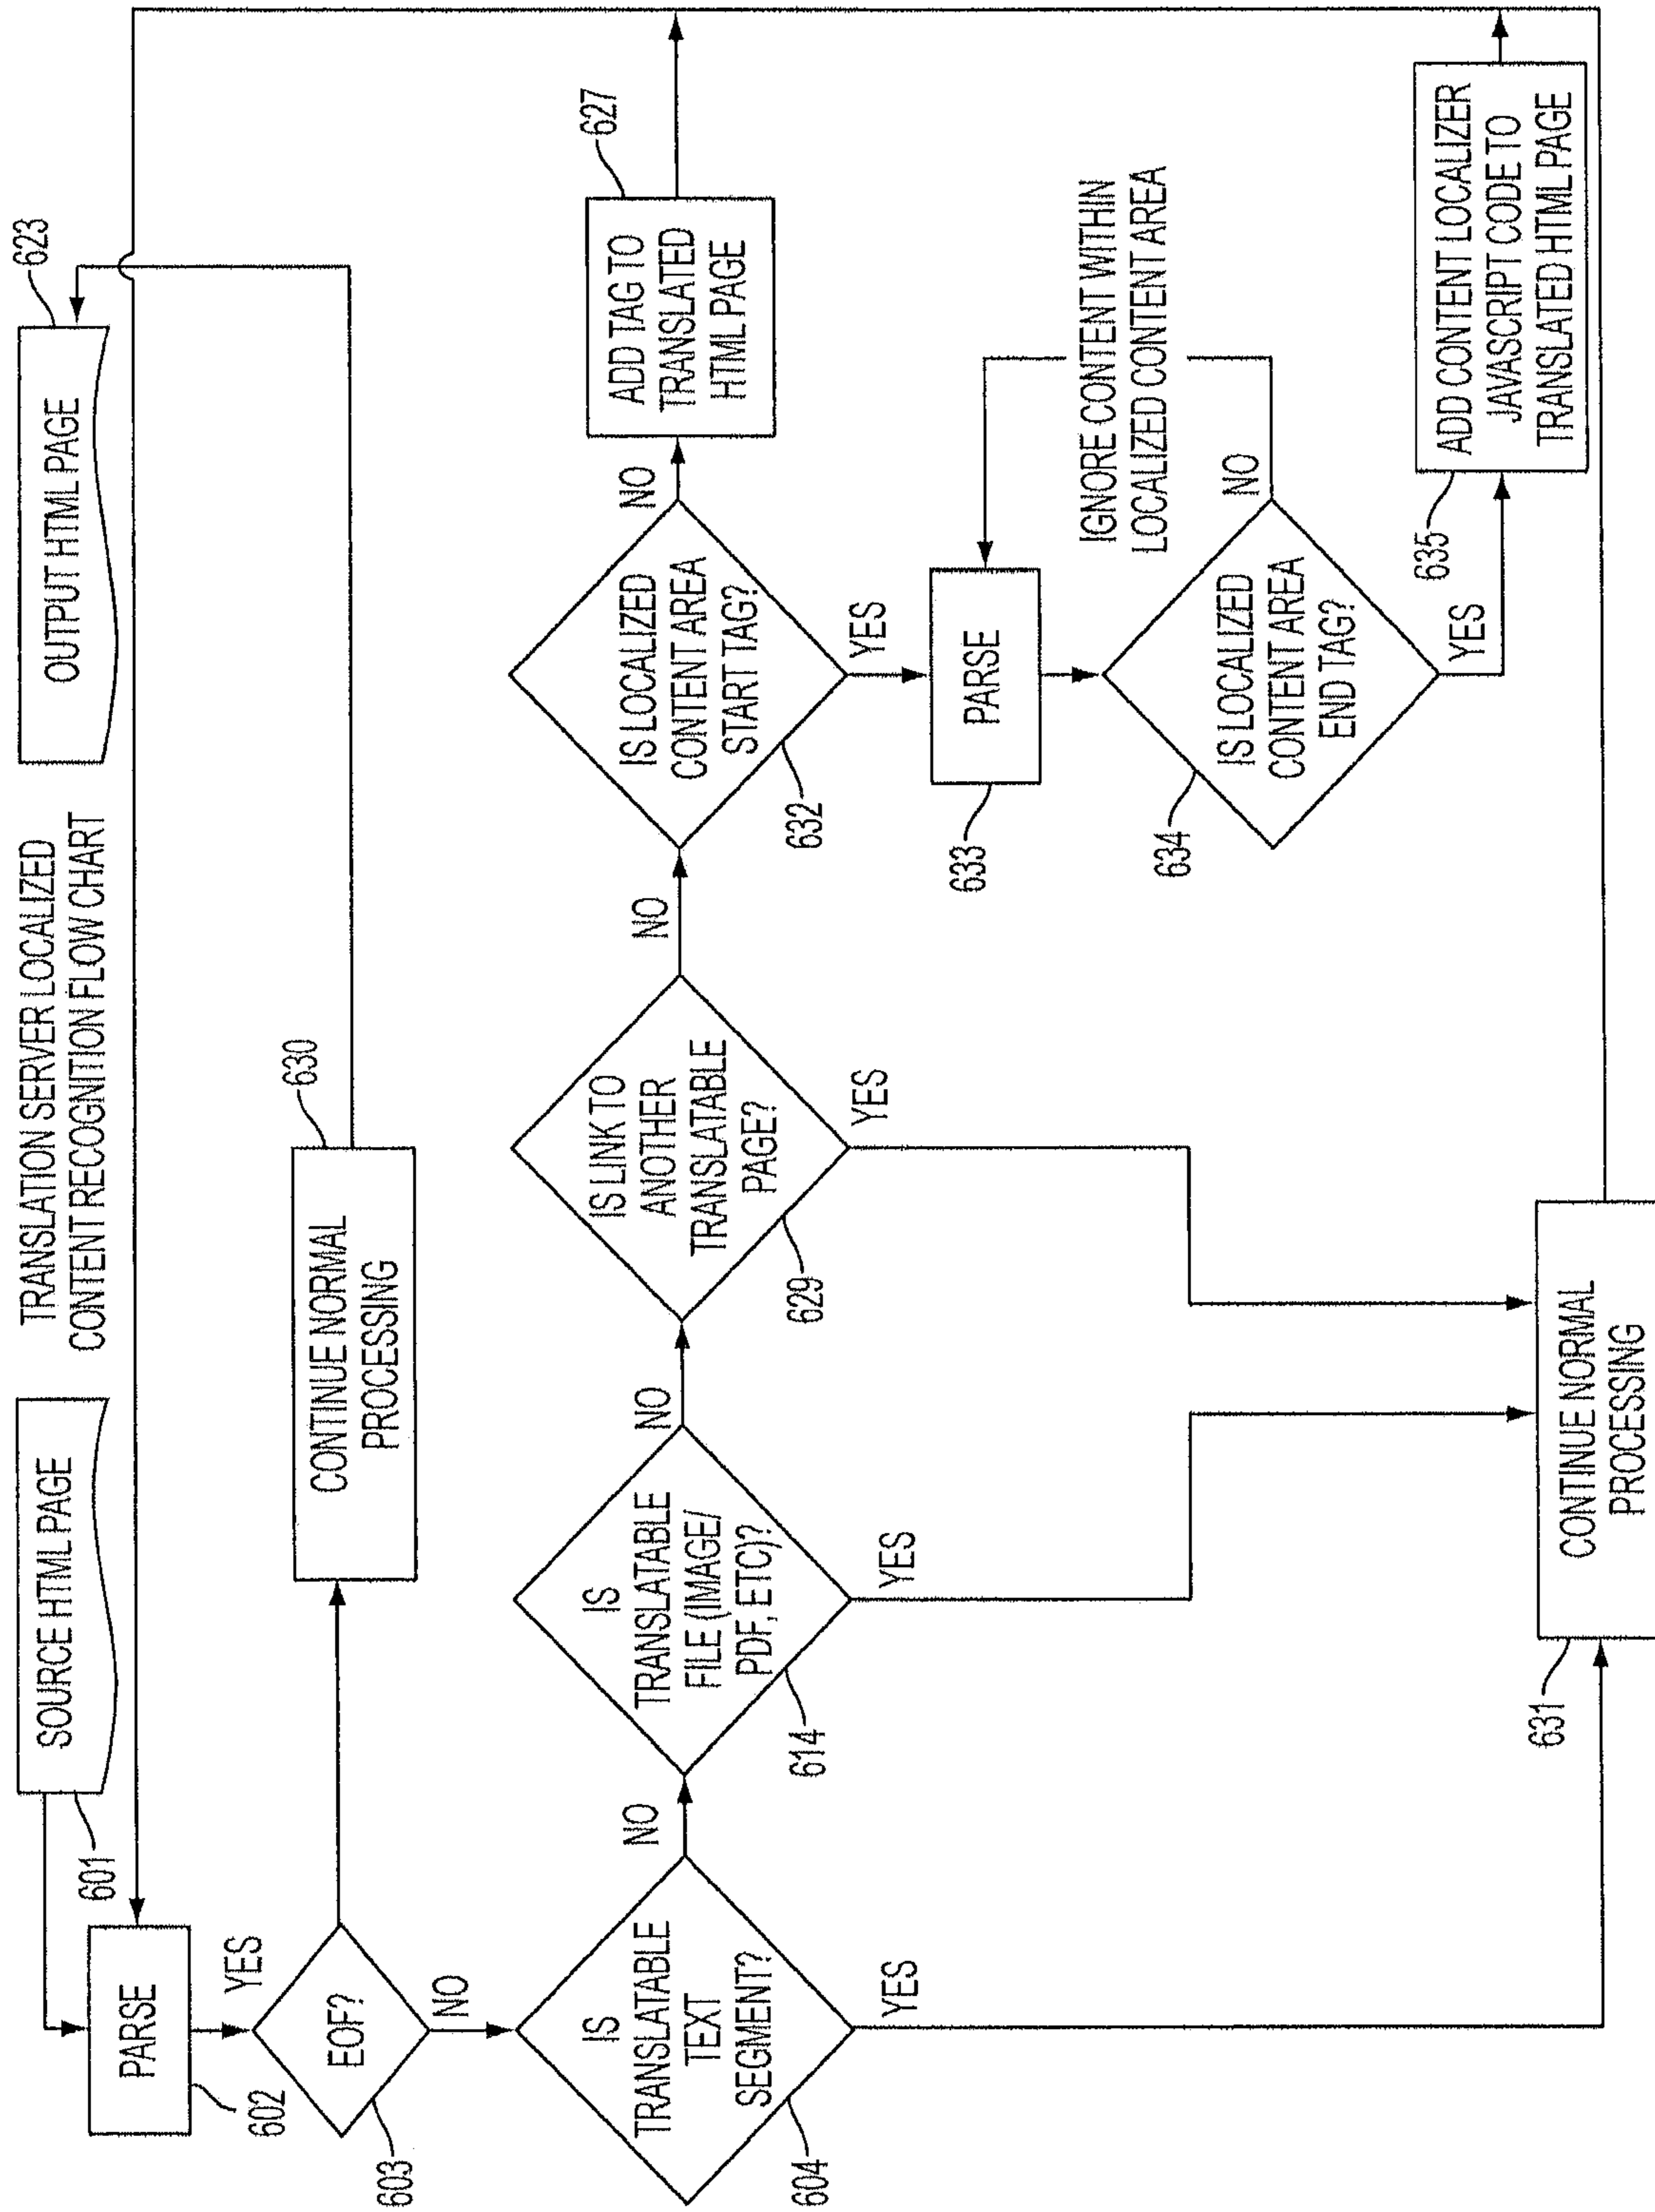 TRANSLATION SERVER LOCALIZED
CONTENT RECOGNITION FLOW CHART
SOURCE HTML PAGE
601
OUTPUT HTML PAGE
623
PARSE
602
YES
EOF?
603
NO
CONTINUE NORMAL
PROCESSING
630
IS
TRANSLATABLE
TEXT
SEGMENT?
604
NO
YES
IS
TRANSLATABLE
FILE (IMAGE/
PDF, ETC)?
614
NO
YES
IS LINK TO
ANOTHER
TRANSLATABLE
PAGE?
629
NO
YES
IS LOCALIZED
CONTENT AREA
START TAG?
632
NO
YES
ADD TAG TO
TRANSLATED
HTML PAGE
627
PARSE
633
IGNORE CONTENT WITHIN
LOCALIZED CONTENT AREA
IS LOCALIZED
CONTENT AREA
END TAG?
634
NO
YES
635
ADD CONTENT LOCALIZER
JAVASCRIPT CODE TO
TRANSLATED HTML PAGE
CONTINUE NORMAL
PROCESSING
631